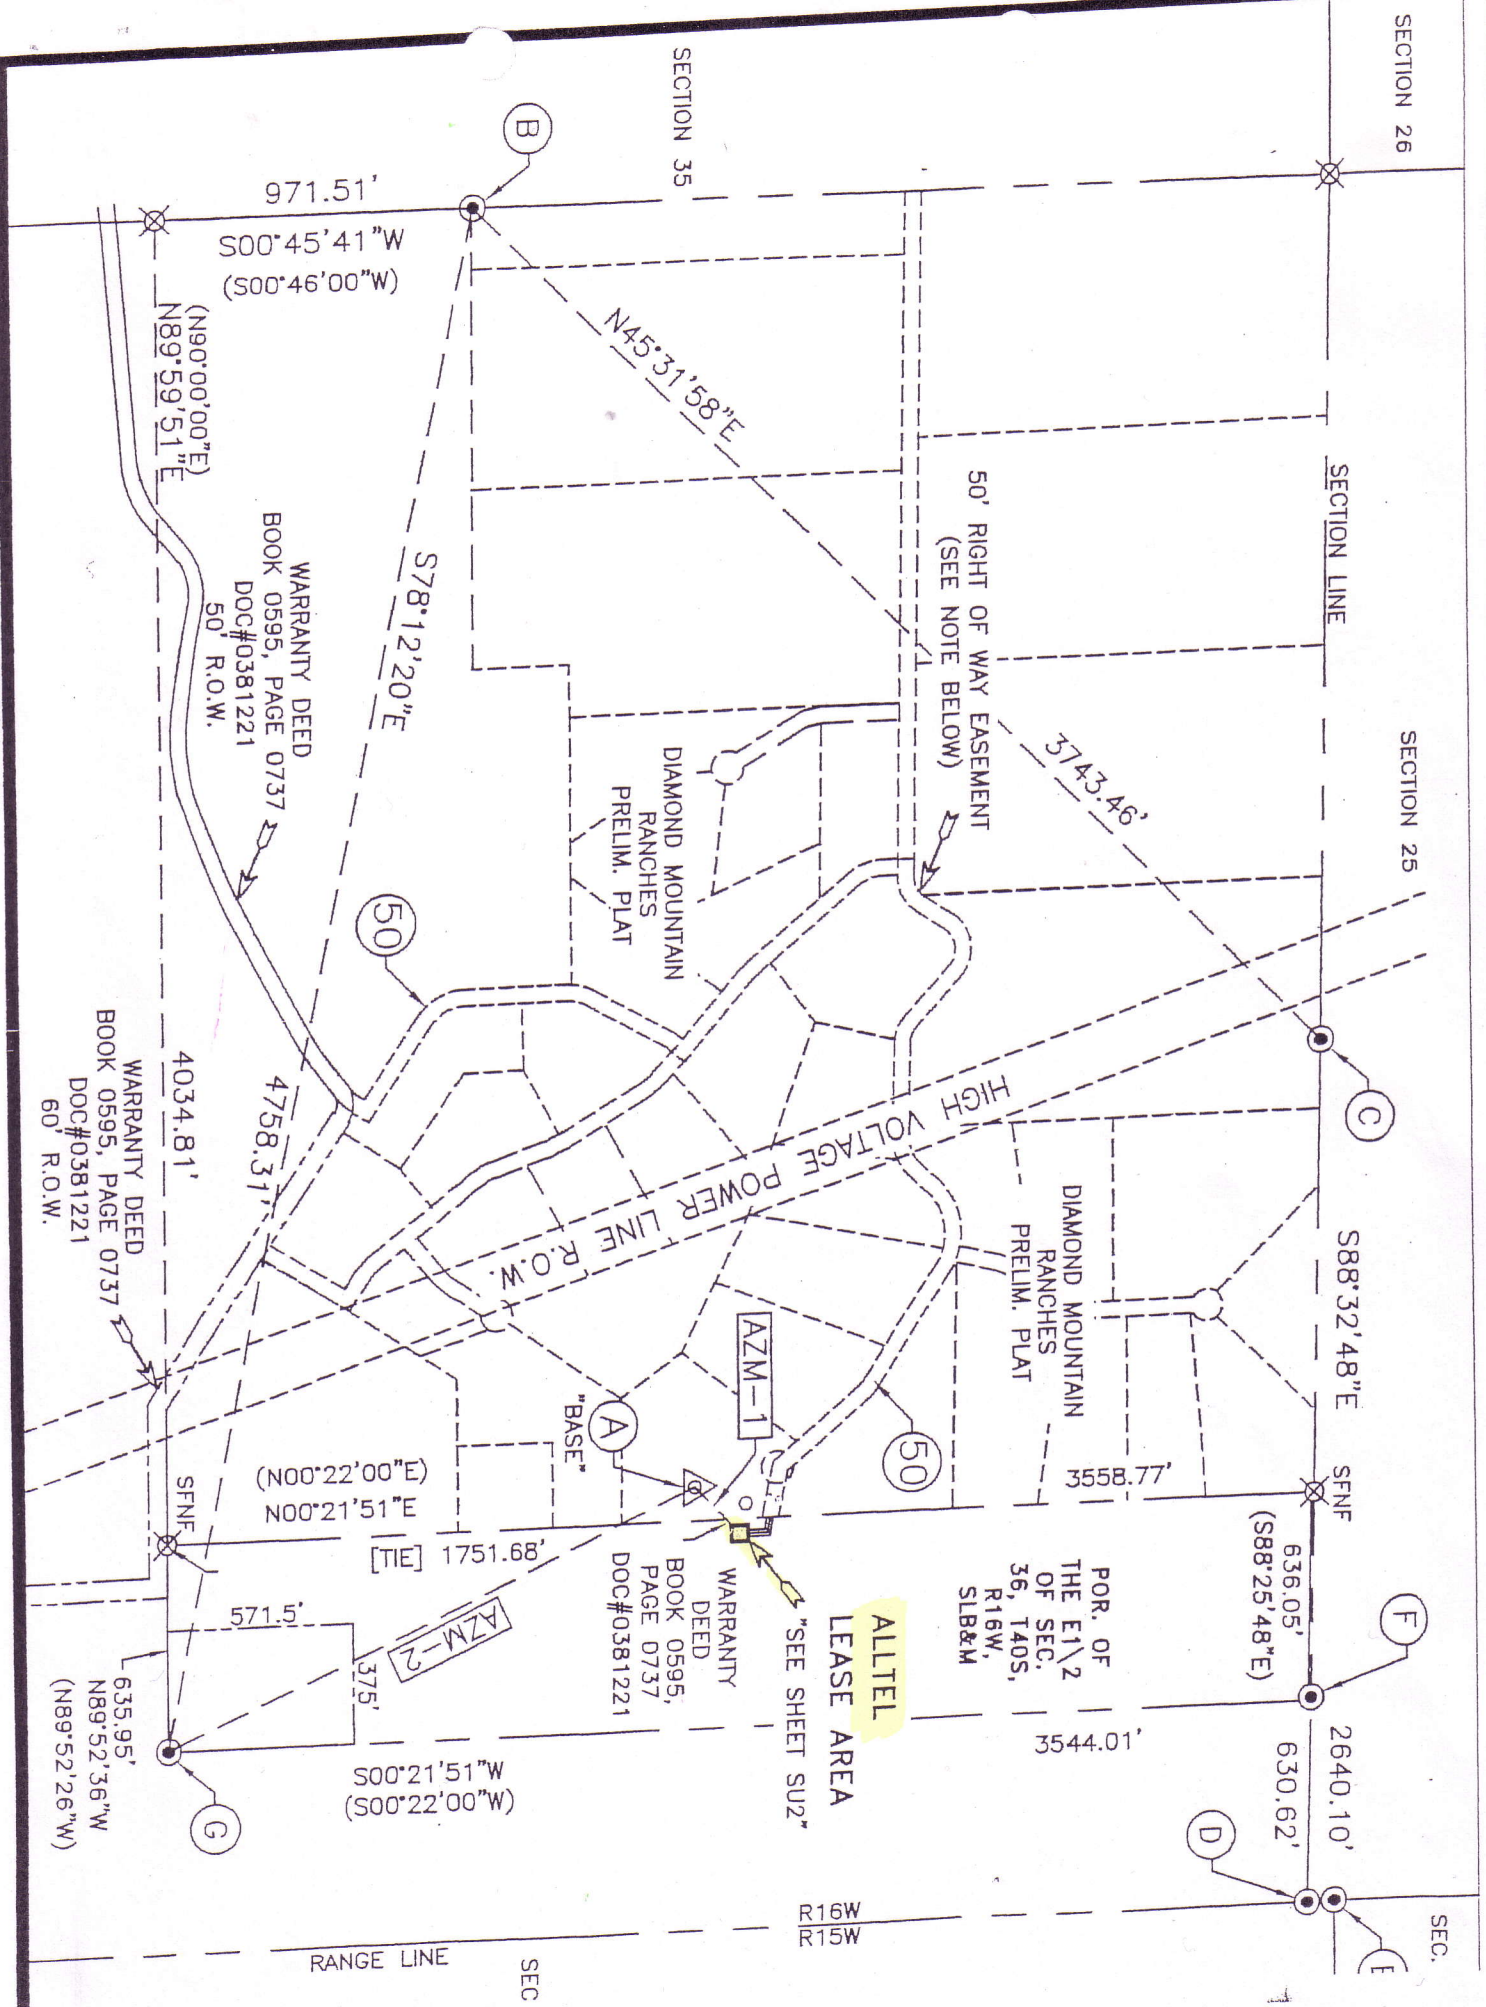 SECTION 26
SECTION 25
SEC.
SECTION LINE
S88°32'48"E
2640.10'
SFNF
636.05'
(S88°25'48"E)
630.62'
F
D
E
C
SECTION 35
B
971.51'
S00°45'41"W
(S00°46'00"W)
N45°31'58"E
3743.46'
50' RIGHT OF WAY EASEMENT
(SEE NOTE BELOW)
DIAMOND MOUNTAIN
RANCHES
PRELIM. PLAT
DIAMOND MOUNTAIN
RANCHES
PRELIM. PLAT
3558.77'
50
HIGH VOLTAGE POWER LINE R.O.W.
AZM-1
A
"BASE"
POR. OF
THE E1\2
OF SEC.
36, T40S,
R16W,
SLB&M
ALLTEL
LEASE AREA
"SEE SHEET SU2"
3544.01'
WARRANTY
DEED
BOOK 0595,
PAGE 0737
DOC#0381221
R16W
R15W
RANGE LINE
SEC
50
S78°12'20"E
4758.31'
WARRANTY DEED
BOOK 0595, PAGE 0737
DOC#0381221
50' R.O.W.
(N90°00'00"E)
N89°59'51"E
4034.81'
WARRANTY DEED
BOOK 0595, PAGE 0737
DOC#0381221
60' R.O.W.
(N00°22'00"E)
N00°21'51"E
[TIE] 1751.68'
SFNF
AZM-2
571.5'
375'
S00°21'51"W
(S00°22'00"W)
G
635.95'
N89°52'36"W
(N89°52'26"W)